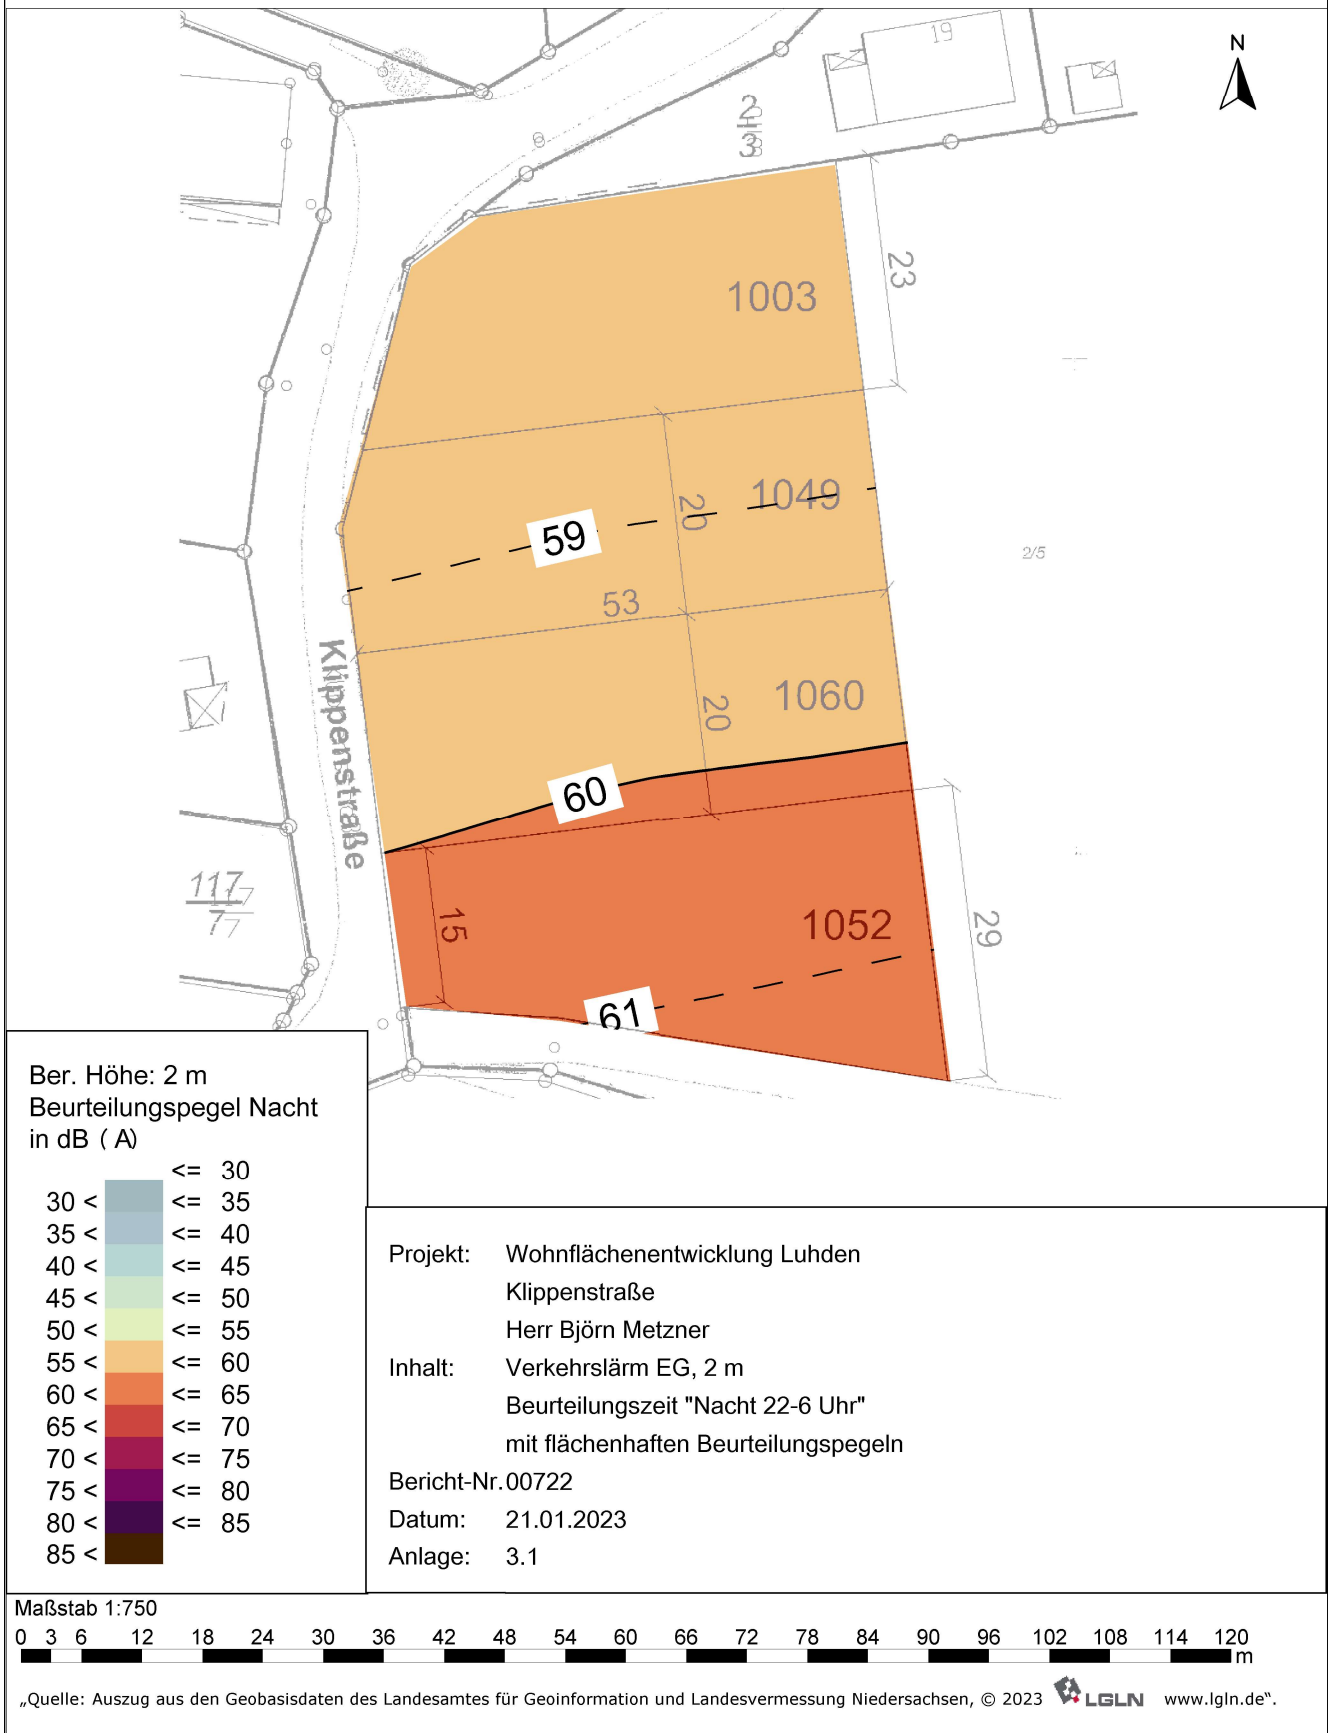 N
19
2
3
1003
23
1049
20
59
2/5
53
Klippenstraße
1060
20
60
117
7
15
1052
29
61
Ber. Höhe: 2 m
Beurteilungspegel Nacht
in dB ( A)
<= 30
30 < <= 35
35 < <= 40
40 < <= 45
45 < <= 50
50 < <= 55
55 < <= 60
60 < <= 65
65 < <= 70
70 < <= 75
75 < <= 80
80 < <= 85
85 <
Projekt: Wohnflächenentwicklung Luhden
Klippenstraße
Herr Björn Metzner
Inhalt: Verkehrslärm EG, 2 m
Beurteilungszeit "Nacht 22-6 Uhr"
mit flächenhaften Beurteilungspegeln
Bericht-Nr. 00722
Datum: 21.01.2023
Anlage: 3.1
Maßstab 1:750
0 3 6 12 18 24 30 36 42 48 54 60 66 72 78 84 90 96 102 108 114 120
m
„Quelle: Auszug aus den Geobasisdaten des Landesamtes für Geoinformation und Landesvermessung Niedersachsen, © 2023 LGLN www.lgln.de“.